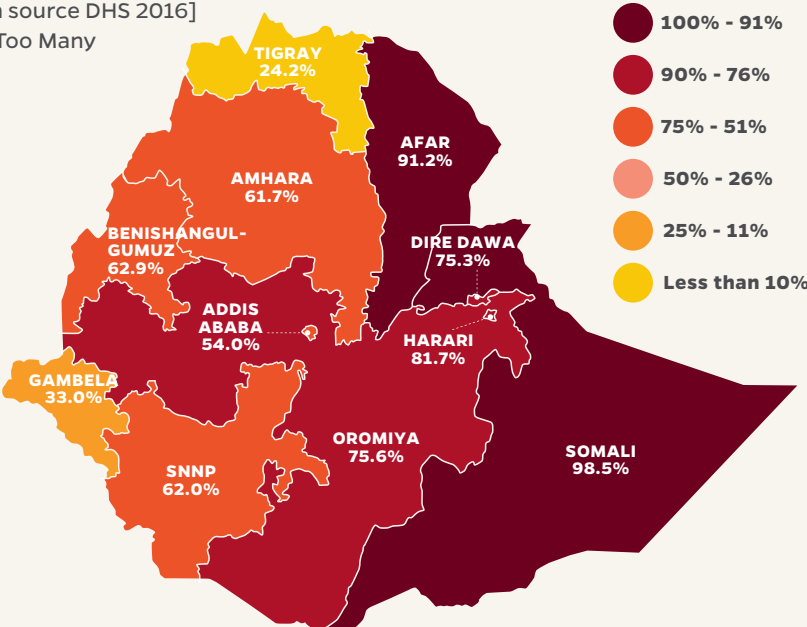 source DHS 2016]
Too Many
100% - 91%
90% - 76%
75% - 51%
50% - 26%
25% - 11%
Less than 10%
TIGRAY
24.2%
AFAR
91.2%
AMHARA
61.7%
BENISHANGUL-
GUMUZ
62.9%
DIRE DAWA
75.3%
ADDIS
ABABA
54.0%
HARARI
81.7%
GAMBELA
33.0%
OROMIYA
75.6%
SOMALI
98.5%
SNNP
62.0%